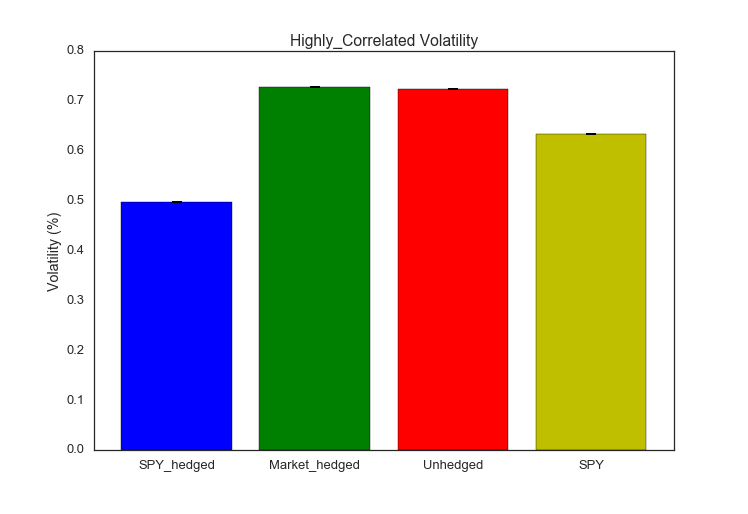 Highly_Correlated Volatility
0.8
0.7
0.6
0.5
0.4
0.3
0.2
0.1
0.0
Volatility (%)
SPY_hedged
Market_hedged
Unhedged
SPY